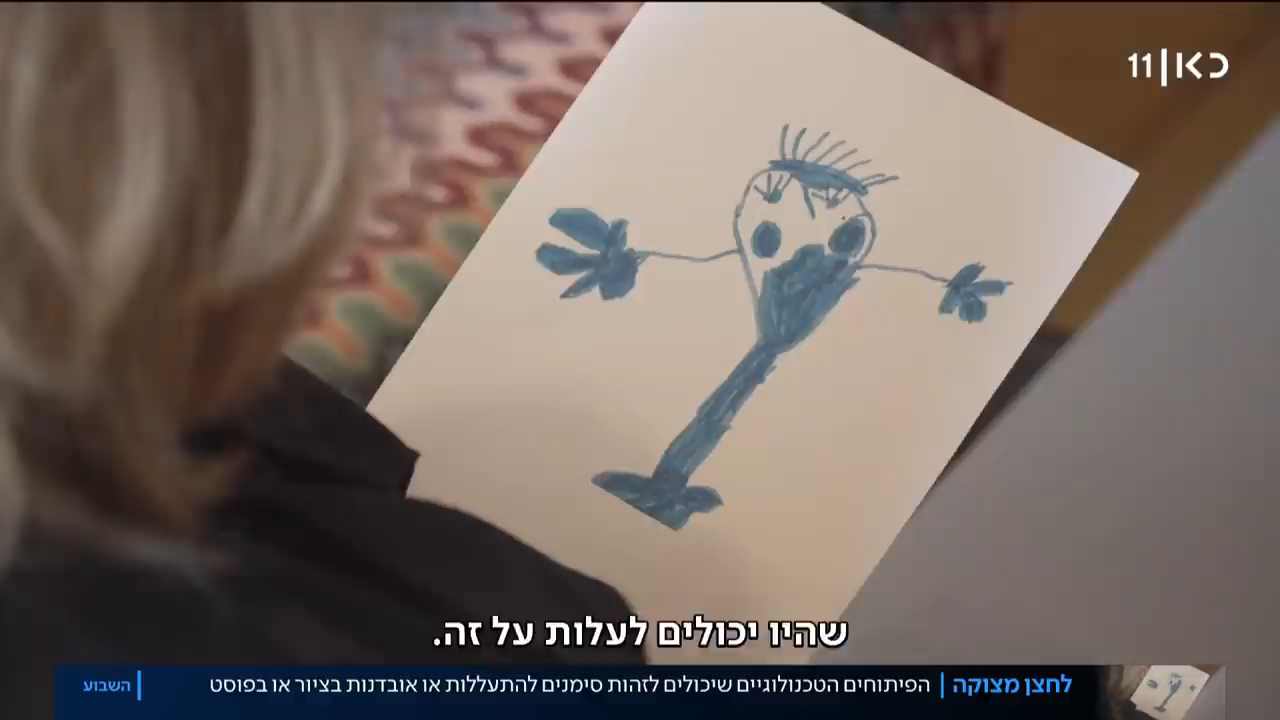 כאן|11
שהיו יכולים לעלות על זה.
לחצן מצוקה | הפיתוחים הטכנולוגיים שיכולים לזהות סימנים להתעללות או אובדנות בציור או בפוסט | השבוע